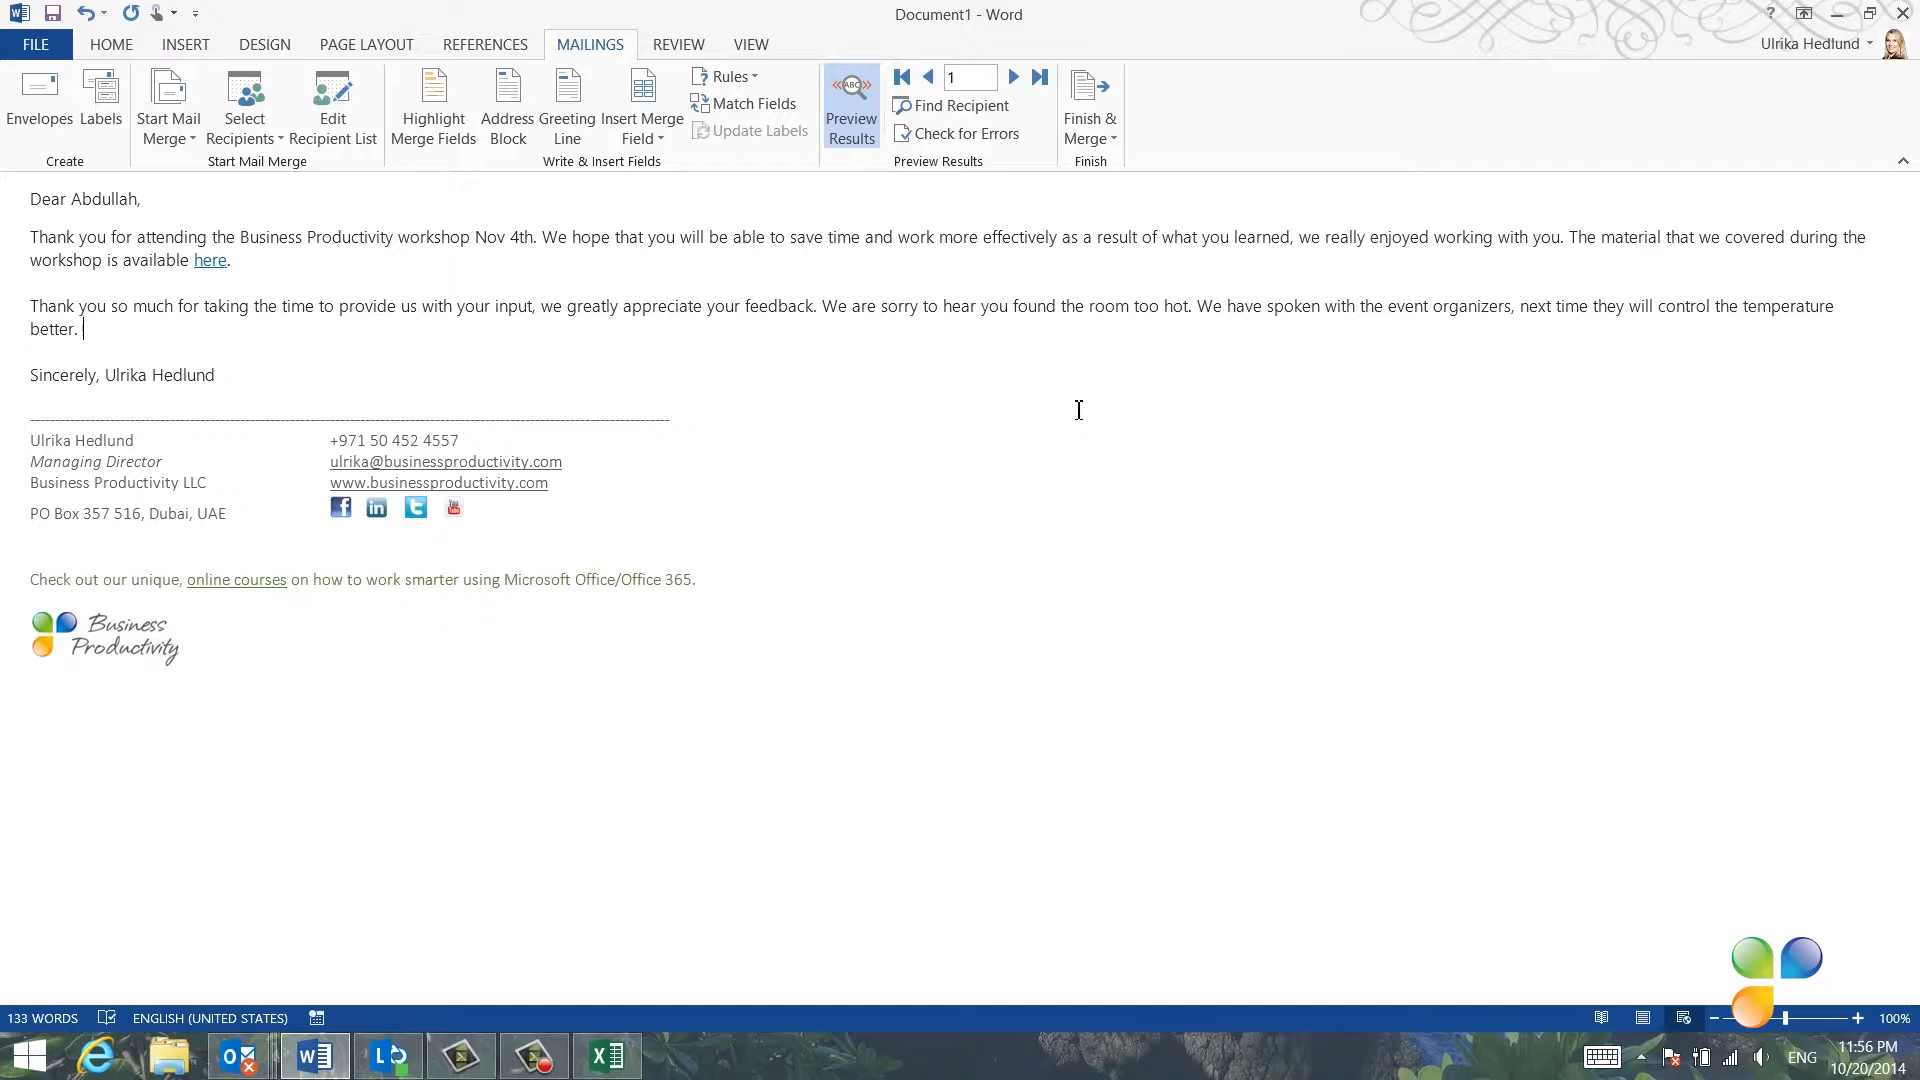 Document1 - Word
FILE HOME INSERT DESIGN PAGE LAYOUT REFERENCES MAILINGS REVIEW VIEW Ulrika Hedlund
Envelopes Labels Start Mail Merge Select Recipients Edit Recipient List Highlight Merge Fields Address Block Greeting Line Insert Merge Field Rules Match Fields Update Labels Preview Results 1 Find Recipient Check for Errors Finish & Merge
Create Start Mail Merge Write & Insert Fields Preview Results Finish
Dear Abdullah,
Thank you for attending the Business Productivity workshop Nov 4th. We hope that you will be able to save time and work more effectively as a result of what you learned, we really enjoyed working with you. The material that we covered during the
workshop is available here.
Thank you so much for taking the time to provide us with your input, we greatly appreciate your feedback. We are sorry to hear you found the room too hot. We have spoken with the event organizers, next time they will control the temperature
better.
Sincerely, Ulrika Hedlund
Ulrika Hedlund +971 50 452 4557
Managing Director ulrika@businessproductivity.com
Business Productivity LLC www.businessproductivity.com
PO Box 357 516, Dubai, UAE
Check out our unique, online courses on how to work smarter using Microsoft Office/Office 365.
Business
Productivity
133 WORDS ENGLISH (UNITED STATES) 100%
ENG 11:56 PM
10/20/2014